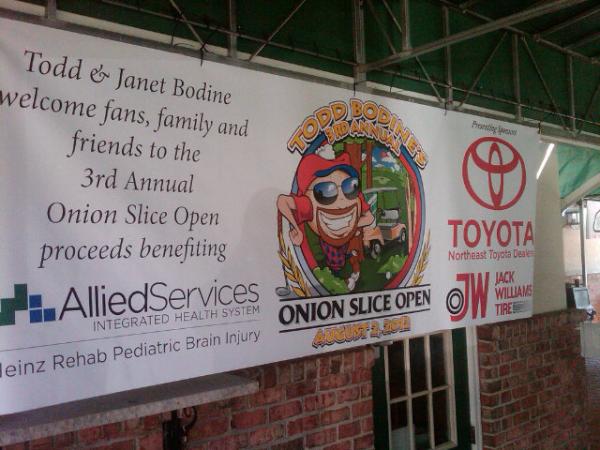 Todd & Janet Bodine
welcome fans, family and
friends to the
3rd Annual
Onion Slice Open
proceeds benefiting
AlliedServices
INTEGRATED HEALTH SYSTEM
Heinz Rehab Pediatric Brain Injury
TODD BODINE'S
3RD ANNUAL
ONION SLICE OPEN
AUGUST 2, 2012
Presenting Sponsors
TOYOTA
Northeast Toyota Dealers
JW JACK
WILLIAMS
TIRE